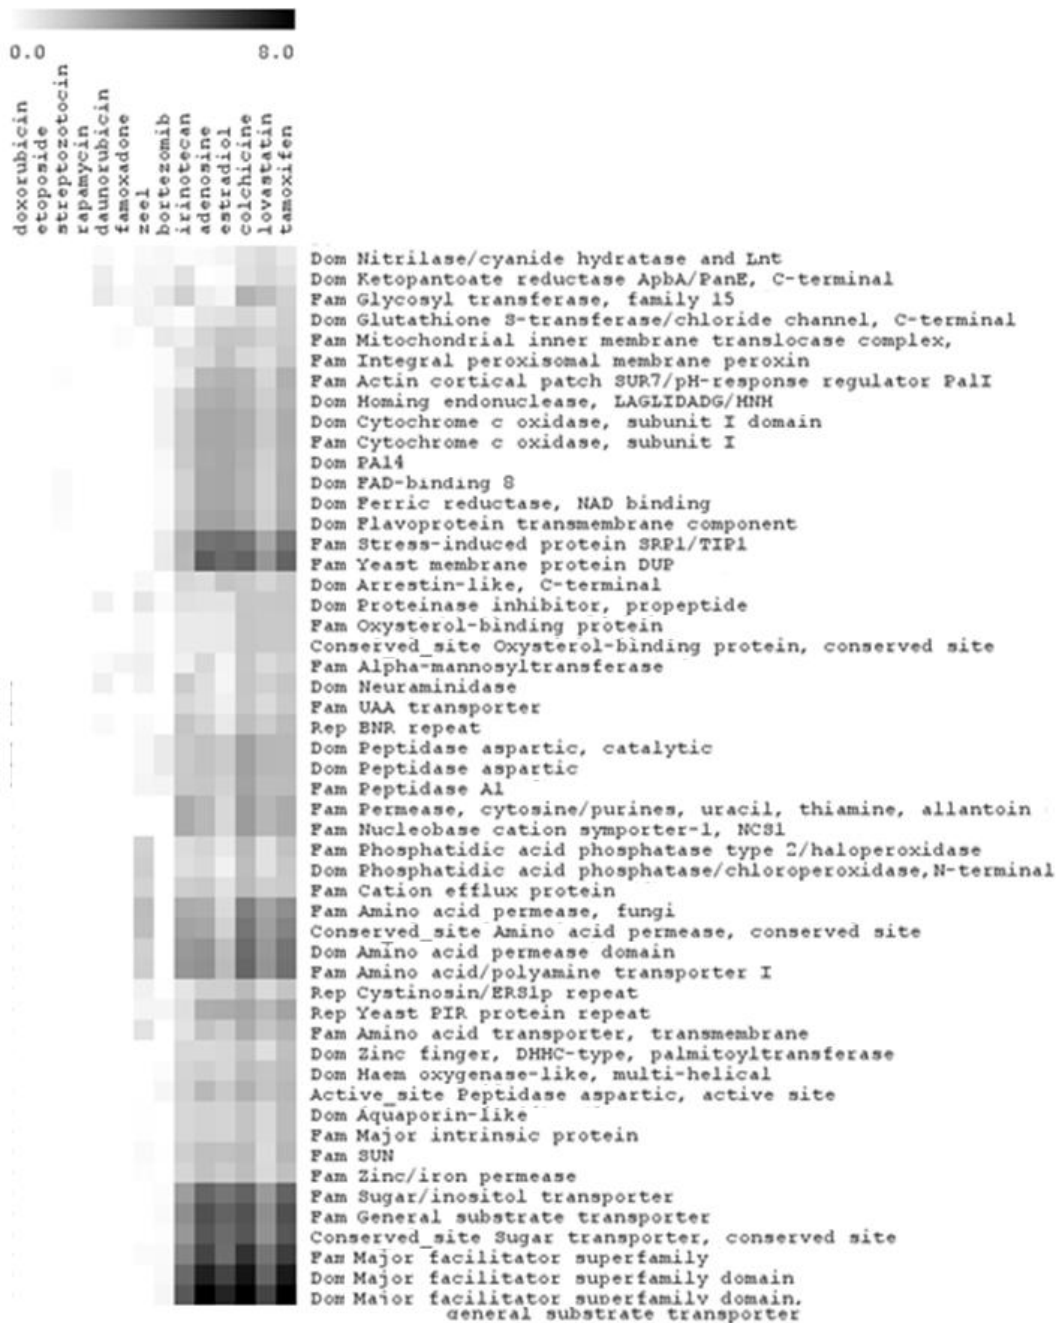 0.0 8.0
doxorubicin
etoposide
streptozotocin
rapamycin
daunorubicin
famoxadone
zeel
bortezomib
irinotecan
adenosine
estradiol
colchicine
lovastatin
tamoxifen
Dom Nitrilase/cyanide hydratase and Lnt
Dom Ketopantoate reductase ApbA/PanE, C-terminal
Fam Glycosyl transferase, family 15
Dom Glutathione S-transferase/chloride channel, C-terminal
Fam Mitochondrial inner membrane translocase complex,
Fam Integral peroxisomal membrane peroxin
Fam Actin cortical patch SUR7/pH-response regulator PalI
Dom Homing endonuclease, LAGLIDADG/HNH
Dom Cytochrome c oxidase, subunit I domain
Fam Cytochrome c oxidase, subunit I
Dom PA14
Dom FAD-binding 8
Dom Ferric reductase, NAD binding
Dom Flavoprotein transmembrane component
Fam Stress-induced protein SRP1/TIP1
Fam Yeast membrane protein DUP
Dom Arrestin-like, C-terminal
Dom Proteinase inhibitor, propeptide
Fam Oxysterol-binding protein
Conserved_site Oxysterol-binding protein, conserved site
Fam Alpha-mannosyltransferase
Dom Neuraminidase
Fam UAA transporter
Rep BNR repeat
Dom Peptidase aspartic, catalytic
Dom Peptidase aspartic
Fam Peptidase A1
Fam Permease, cytosine/purines, uracil, thiamine, allantoin
Fam Nucleobase cation symporter-1, NCS1
Fam Phosphatidic acid phosphatase type 2/haloperoxidase
Dom Phosphatidic acid phosphatase/chloroperoxidase,N-terminal
Fam Cation efflux protein
Fam Amino acid permease, fungi
Conserved_site Amino acid permease, conserved site
Dom Amino acid permease domain
Fam Amino acid/polyamine transporter I
Rep Cystinosin/ERS1p repeat
Rep Yeast PIR protein repeat
Fam Amino acid transporter, transmembrane
Dom Zinc finger, DHHC-type, palmitoyltransferase
Dom Haem oxygenase-like, multi-helical
Active_site Peptidase aspartic, active site
Dom Aquaporin-like
Fam Major intrinsic protein
Fam SUN
Fam Zinc/iron permease
Fam Sugar/inositol transporter
Fam General substrate transporter
Conserved_site Sugar transporter, conserved site
Fam Major facilitator superfamily
Dom Major facilitator superfamily domain
Dom Major facilitator superfamily domain,
general substrate transporter